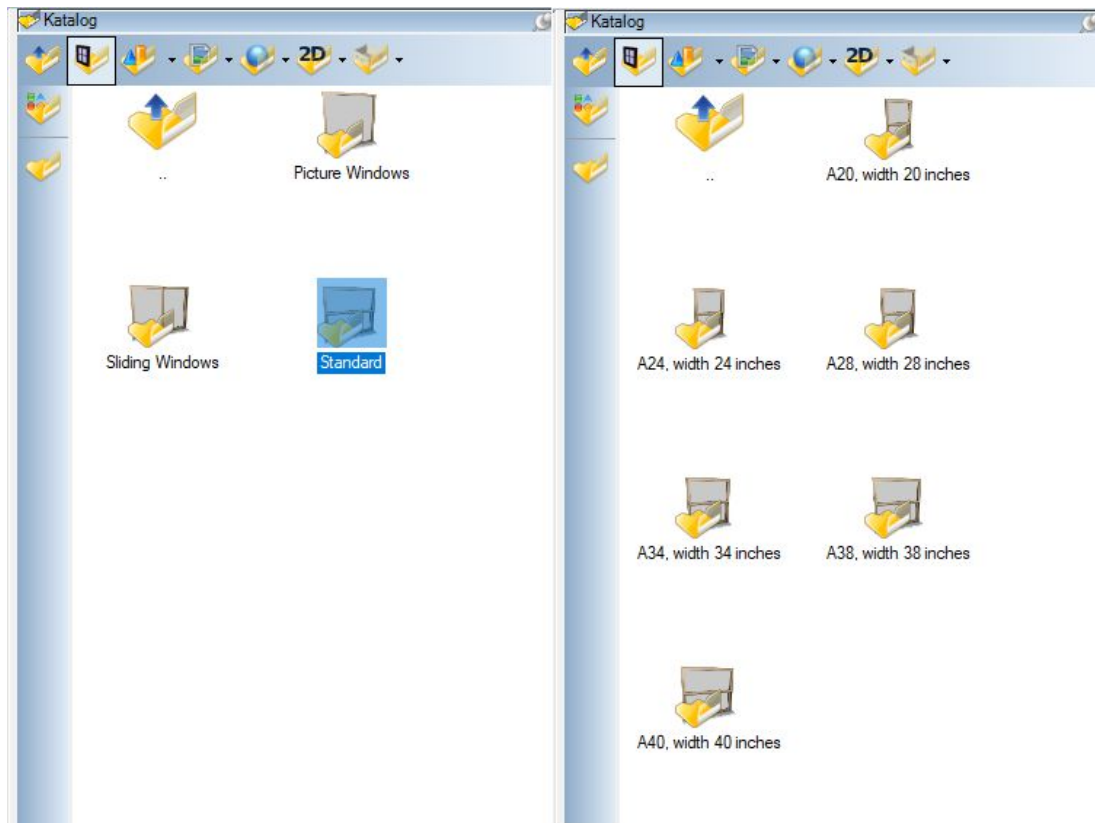 Katalog
2D
..
Picture Windows
Sliding Windows
Standard
Katalog
2D
..
A20, width 20 inches
A24, width 24 inches
A28, width 28 inches
A34, width 34 inches
A38, width 38 inches
A40, width 40 inches